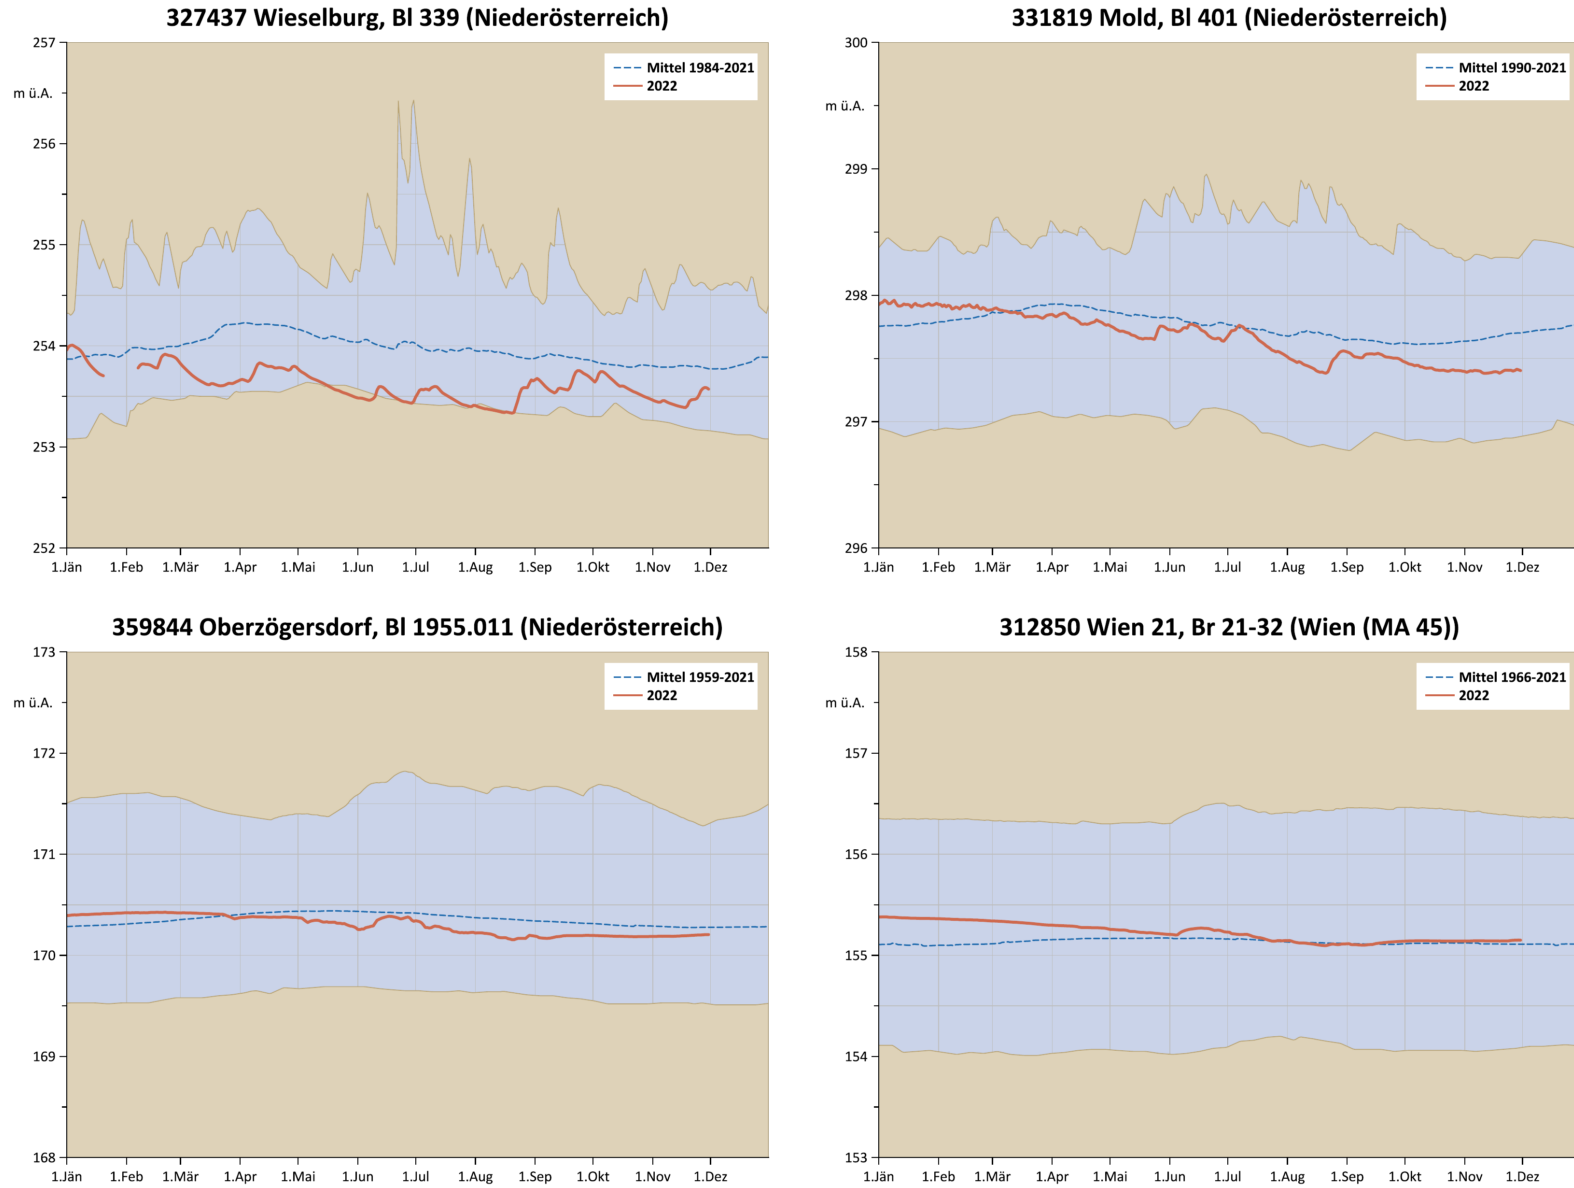 327437 Wieselburg, Bl 339 (Niederösterreich)
257
m ü.A.
256
255
254
253
252
Mittel 1984-2021
2022
1.Jän 1.Feb 1.Mär 1.Apr 1.Mai 1.Jun 1.Jul 1.Aug 1.Sep 1.Okt 1.Nov 1.Dez
331819 Mold, Bl 401 (Niederösterreich)
300
m ü.A.
299
298
297
296
Mittel 1990-2021
2022
1.Jän 1.Feb 1.Mär 1.Apr 1.Mai 1.Jun 1.Jul 1.Aug 1.Sep 1.Okt 1.Nov 1.Dez
359844 Oberzögersdorf, Bl 1955.011 (Niederösterreich)
173
m ü.A.
172
171
170
169
168
Mittel 1959-2021
2022
1.Jän 1.Feb 1.Mär 1.Apr 1.Mai 1.Jun 1.Jul 1.Aug 1.Sep 1.Okt 1.Nov 1.Dez
312850 Wien 21, Br 21-32 (Wien (MA 45))
158
m ü.A.
157
156
155
154
153
Mittel 1966-2021
2022
1.Jän 1.Feb 1.Mär 1.Apr 1.Mai 1.Jun 1.Jul 1.Aug 1.Sep 1.Okt 1.Nov 1.Dez